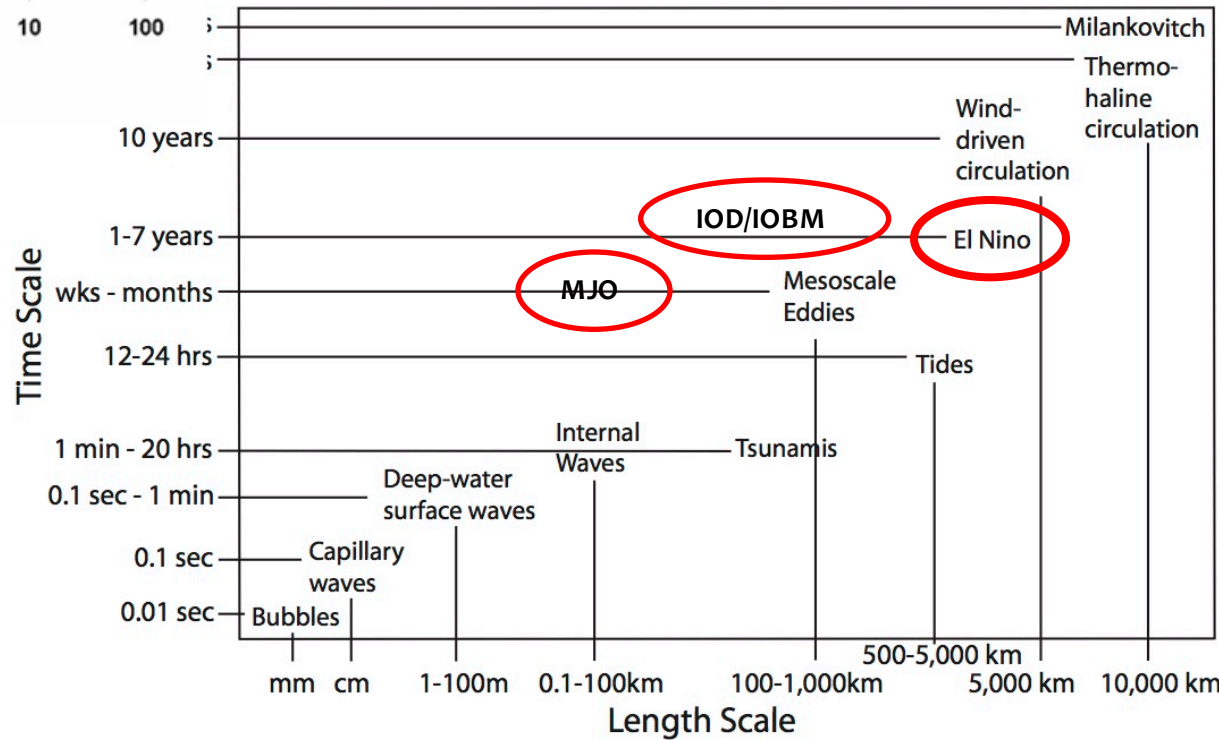 10 100 s
Milankovitch
s
Thermo-
haline
circulation
Wind-
driven
circulation
10 years
IOD/IOBM
1-7 years
El Nino
Time Scale
wks - months
MJO
Mesoscale
Eddies
12-24 hrs
Tides
Internal
Waves
1 min - 20 hrs
Tsunamis
Deep-water
surface waves
0.1 sec - 1 min
Capillary
waves
0.1 sec
0.01 sec
Bubbles
500-5,000 km
mm cm 1-100m 0.1-100km 100-1,000km 5,000 km 10,000 km
Length Scale